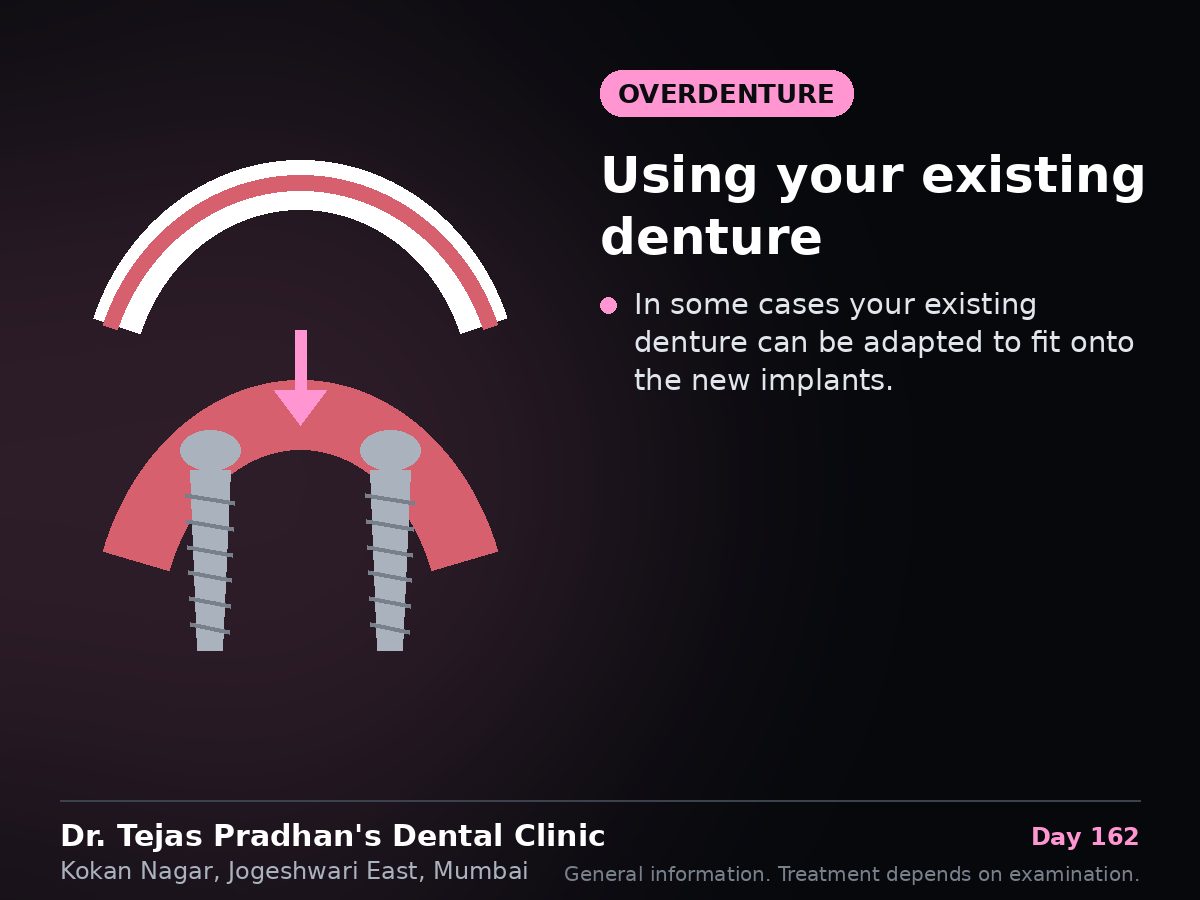 OVERDENTURE
Using your existing
denture
In some cases your existing
denture can be adapted to fit onto
the new implants.
Dr. Tejas Pradhan's Dental Clinic
Day 162
Kokan Nagar, Jogeshwari East, Mumbai
General information. Treatment depends on examination.